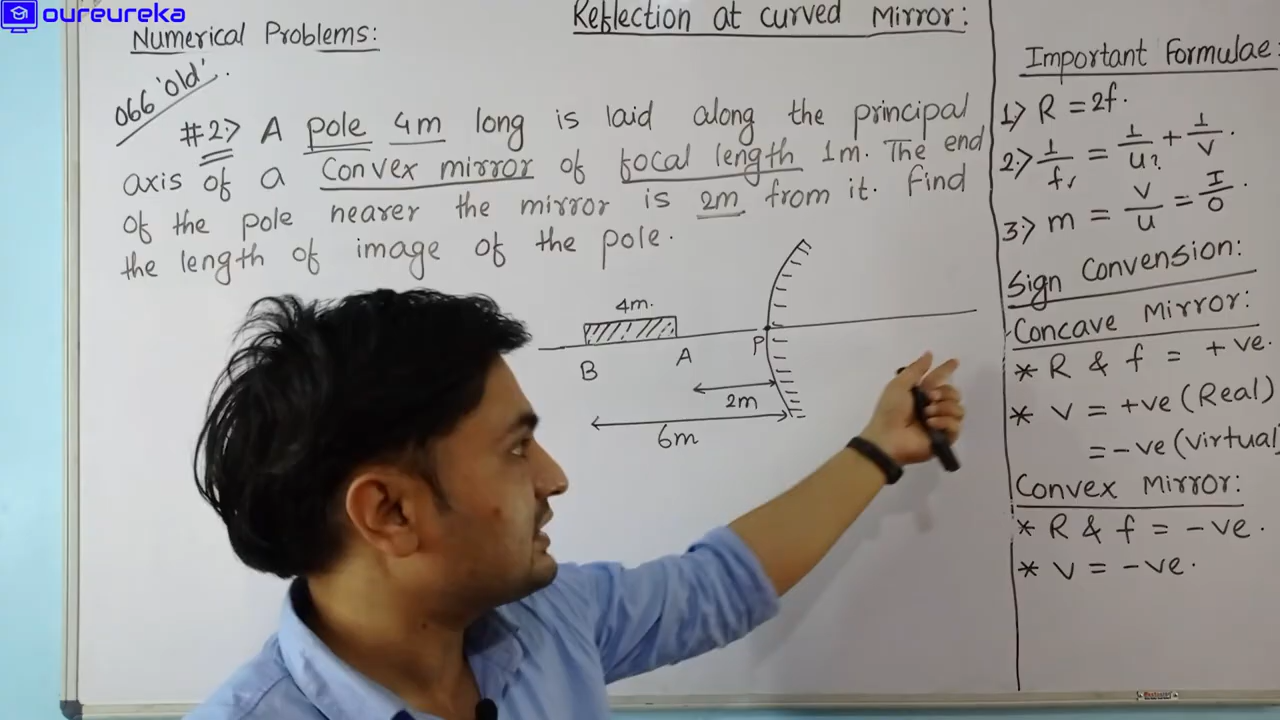 oureureka
Reflection at curved Mirror:
Numerical Problems:
066 'old'.
#2:> A pole 4m long is laid along the principal
axis of a Convex mirror of focal length 1m. The end
of the pole nearer the mirror is 2m from it. Find
the length of image of the pole.
4m.
B
A
P
2m
6m
Important Formulae:
1:> R = 2f.
2:> 1/f = 1/u + 1/v.
3:> m = v/u = I/O.
Sign Convension:
Concave Mirror:
* R & f = +ve.
* v = +ve (Real)
= -ve (virtual)
Convex Mirror:
* R & f = -ve.
* v = -ve.